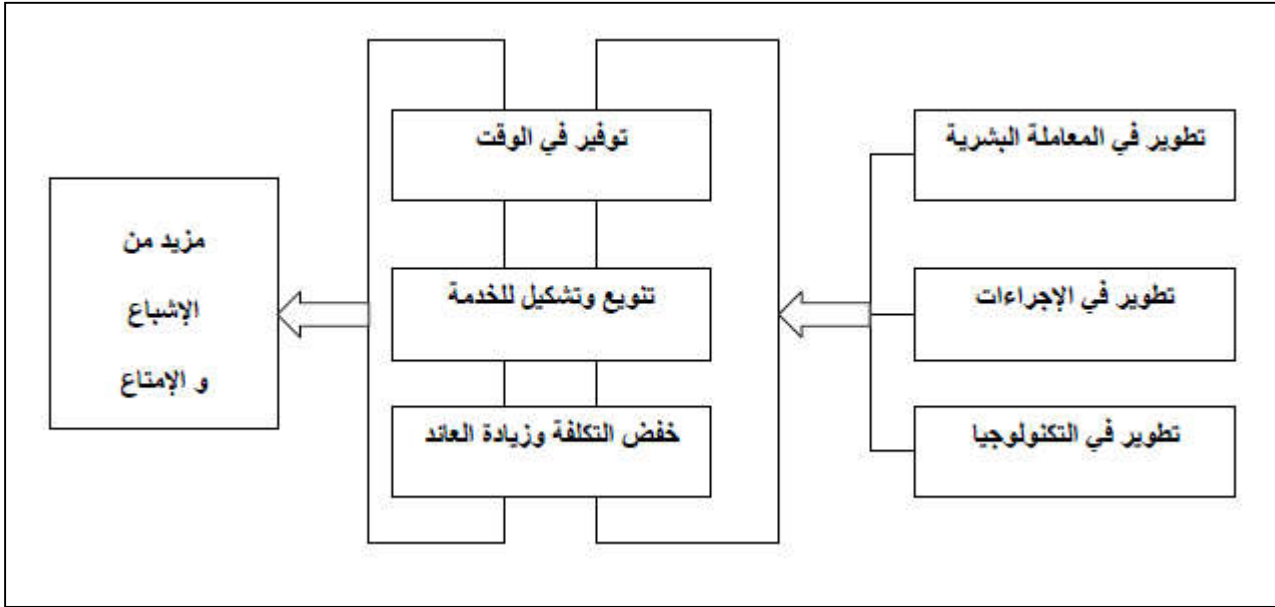 تطوير في المعاملة البشرية
تطوير في الإجراءات
تطوير في التكنولوجيا
توفير في الوقت
تنويع وتشكيل للخدمة
خفض التكلفة وزيادة العائد
مزيد من
الإشباع
و الإمتاع